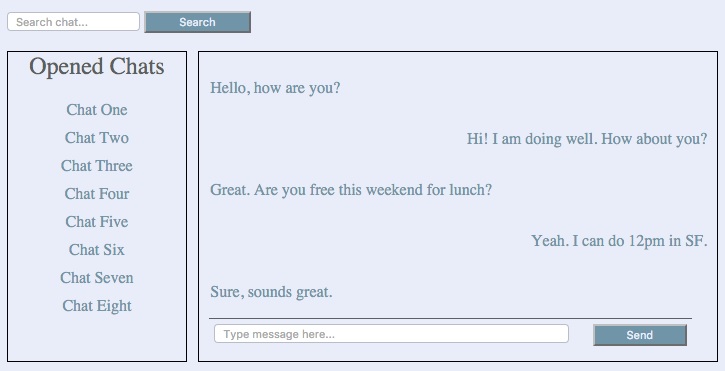 Search chat...
Search
Opened Chats
Chat One
Chat Two
Chat Three
Chat Four
Chat Five
Chat Six
Chat Seven
Chat Eight
Hello, how are you?
Hi! I am doing well. How about you?
Great. Are you free this weekend for lunch?
Yeah. I can do 12pm in SF.
Sure, sounds great.
Type message here...
Send